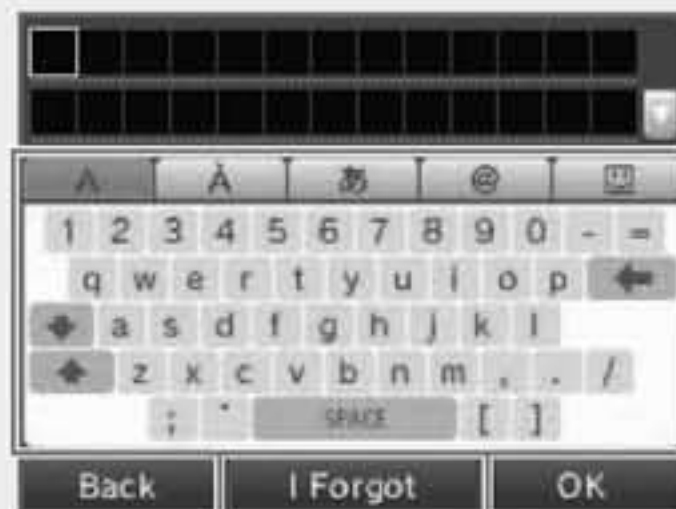 A À あ @
1 2 3 4 5 6 7 8 9 0 - =
q w e r t y u i o p
a s d f g h j k l
z x c v b n m , . /
; ' SPACE [ ]
Back I Forgot OK